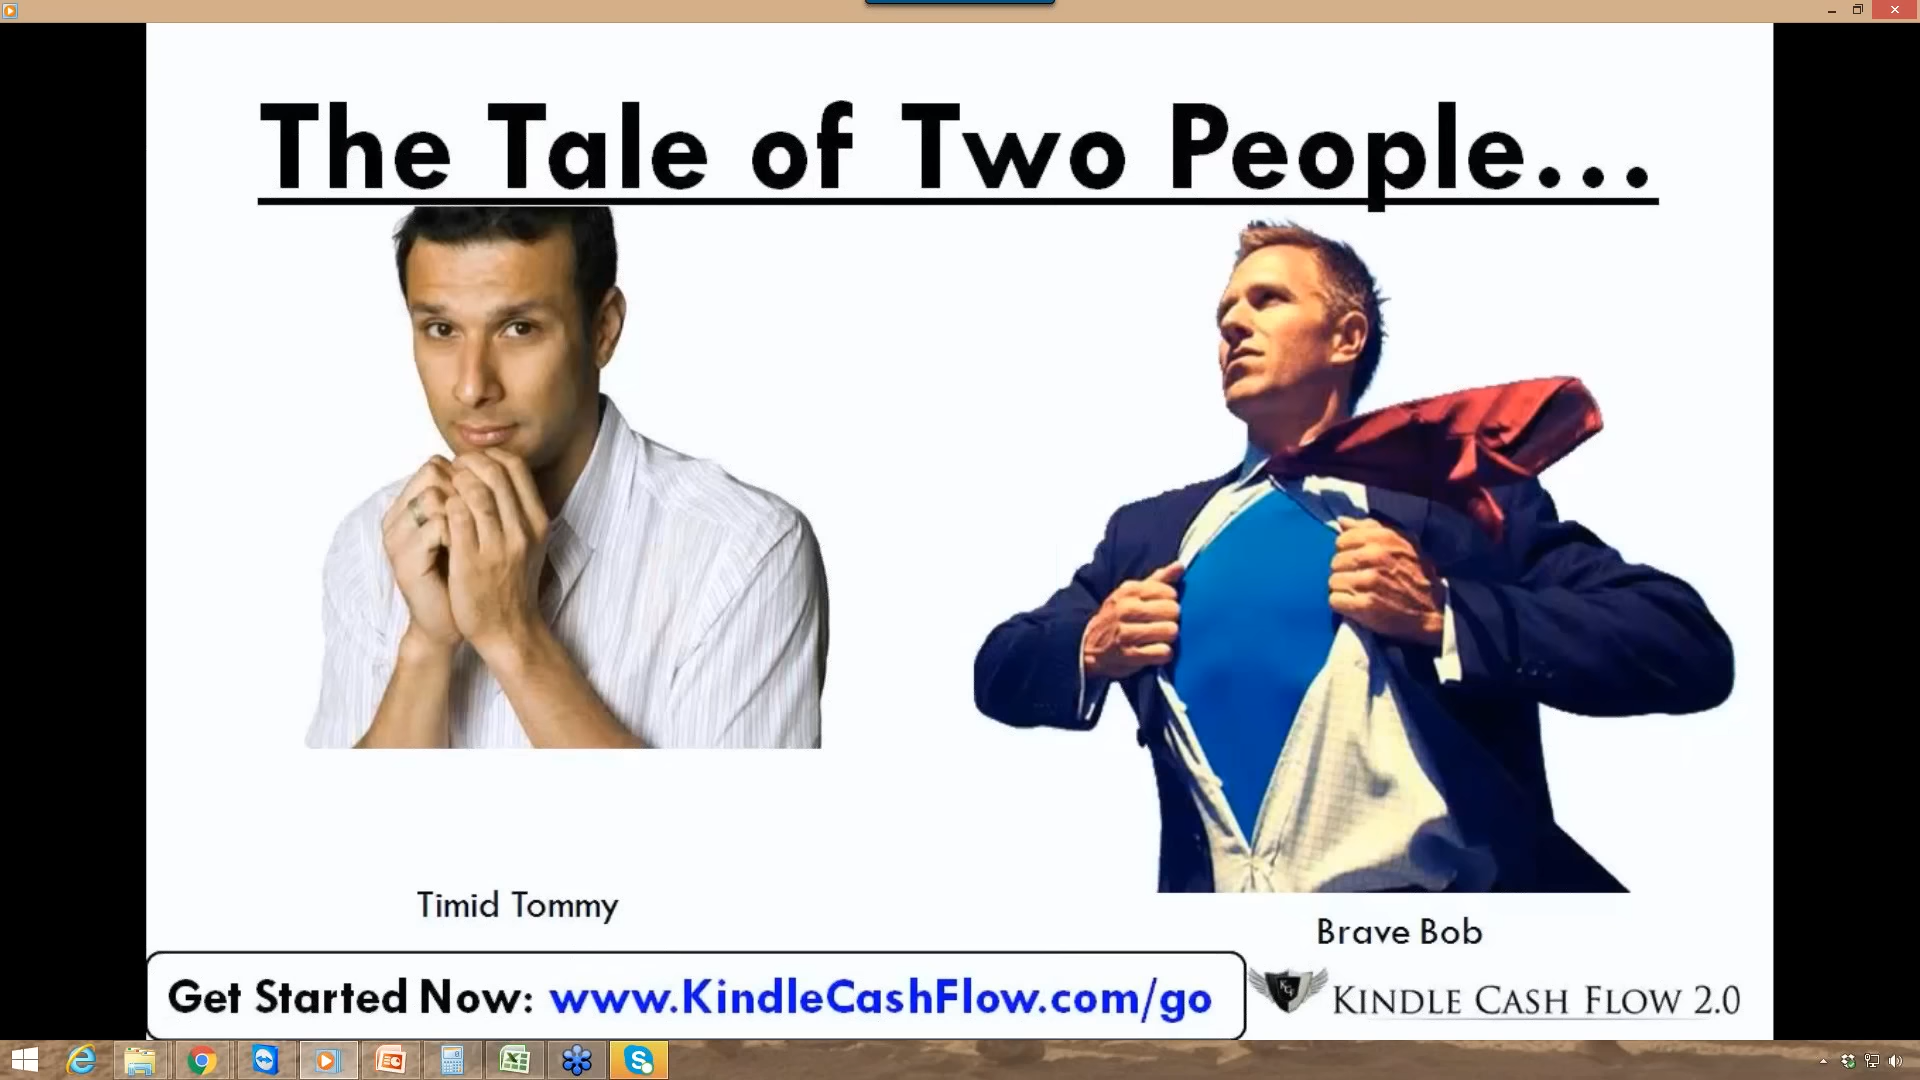 The Tale of Two People...
Timid Tommy
Brave Bob
Get Started Now: www.KindleCashFlow.com/go
KCF
KINDLE CASH FLOW 2.0